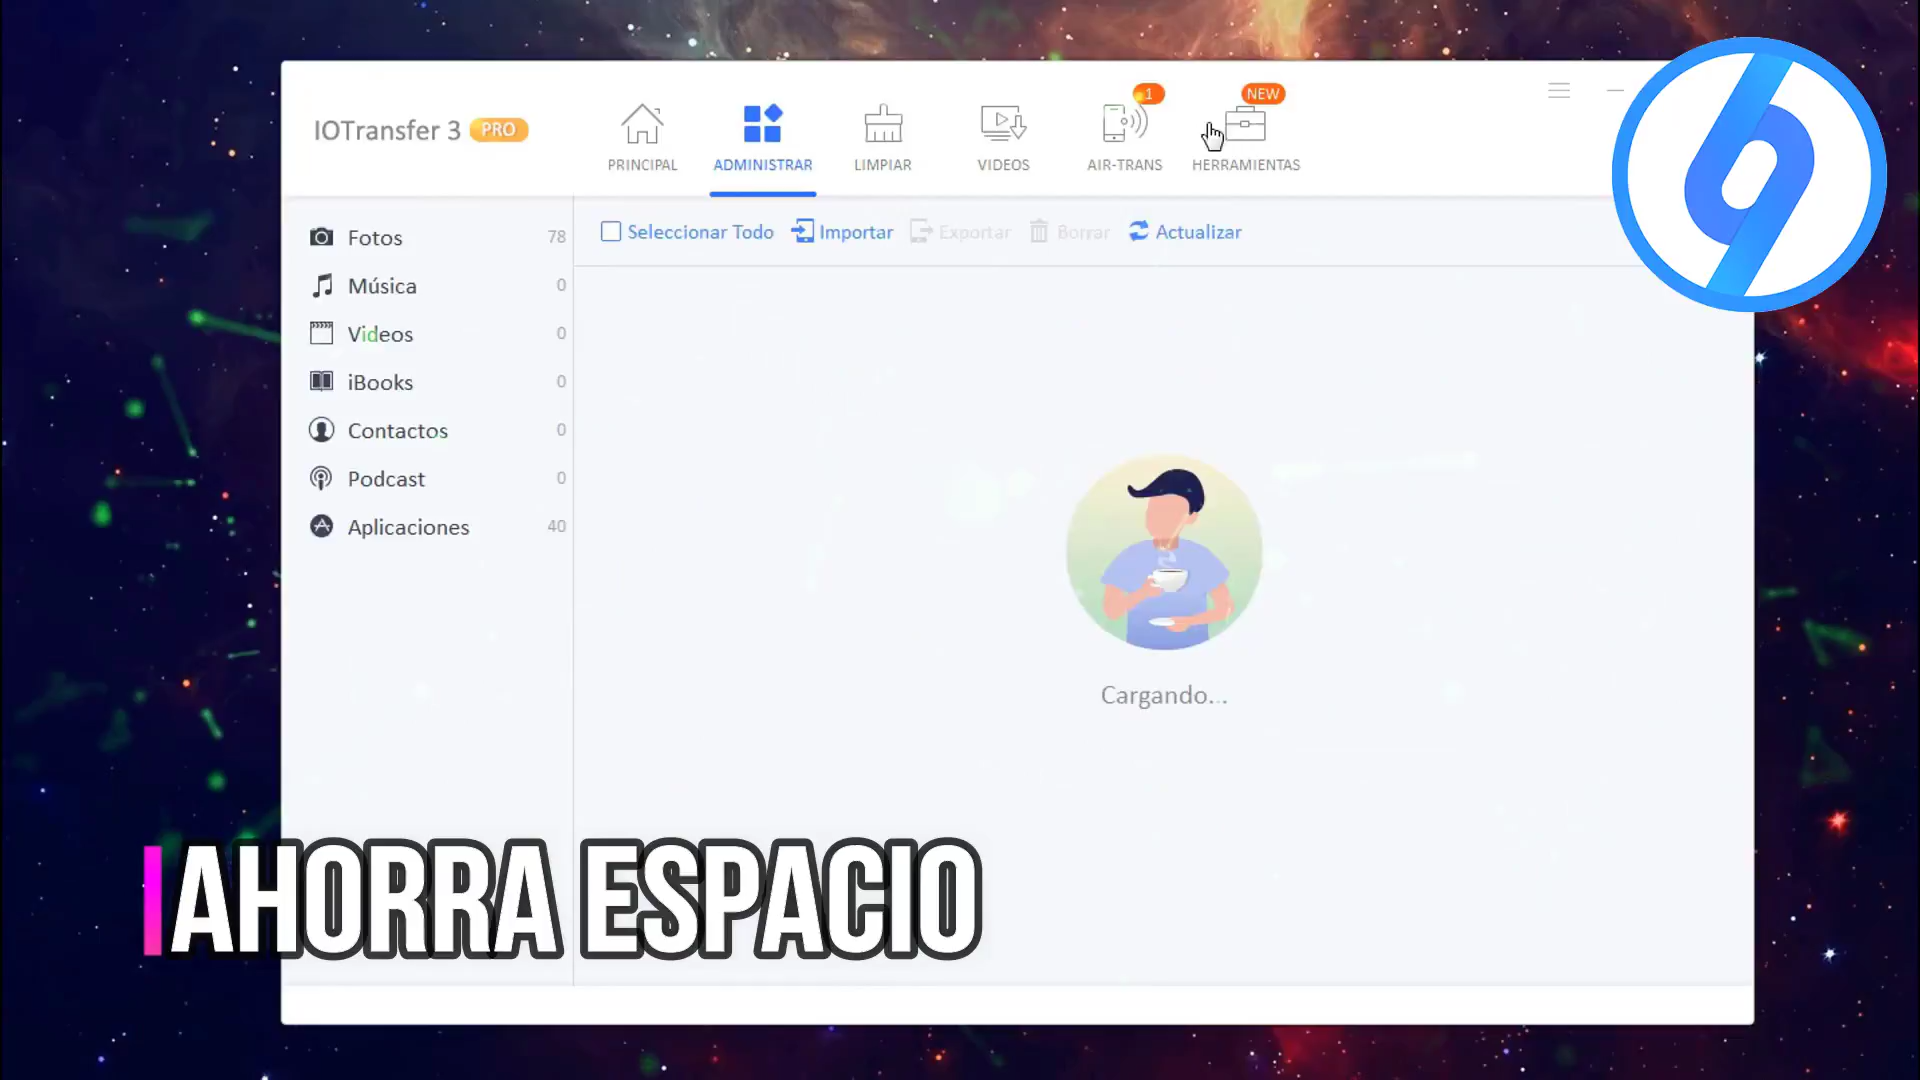 IOTransfer 3 PRO
PRINCIPAL
ADMINISTRAR
LIMPIAR
VIDEOS
1
AIR-TRANS
NEW
HERRAMIENTAS
Fotos 78
Música 0
Videos 0
iBooks 0
Contactos 0
Podcast 0
Aplicaciones 40
Seleccionar Todo Importar Exportar Borrar Actualizar
Cargando...
AHORRA ESPACIO